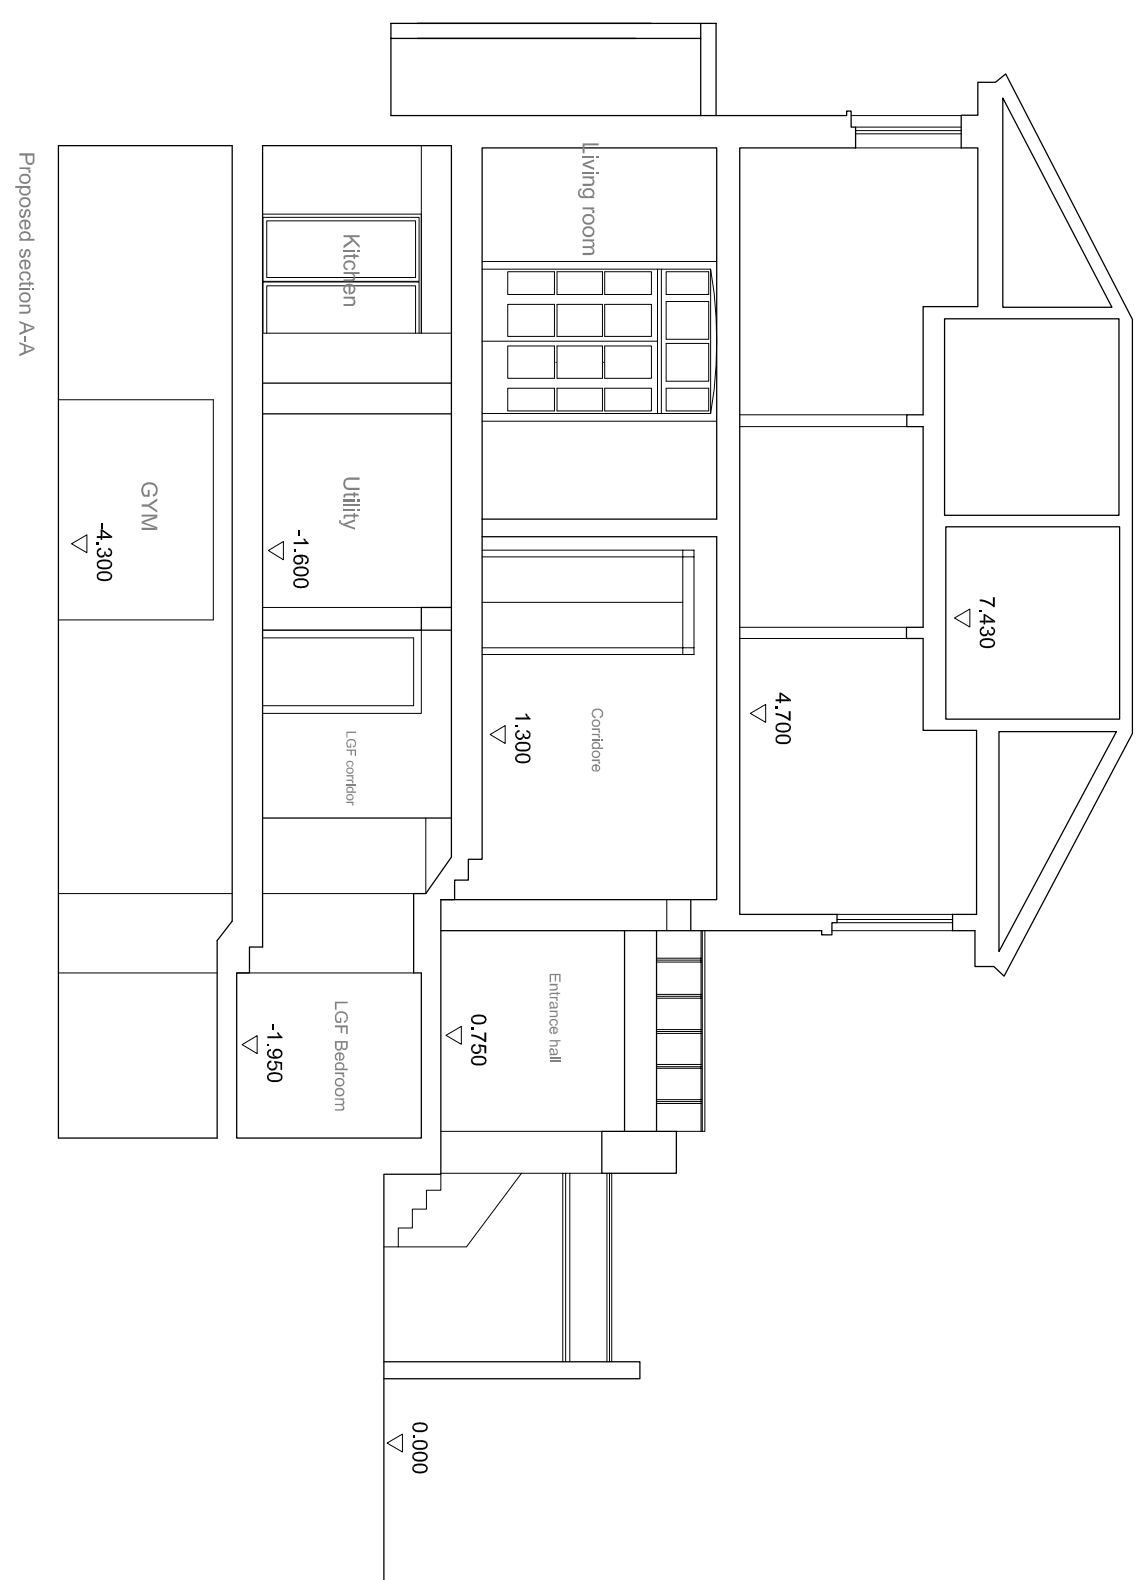 7.430
4.700
Living room
Corridore
1.300
Entrance hall
0.750
0.000
Kitchen
Utility
-1.600
LGF corridor
LGF Bedroom
-1.950
GYM
-4.300
Proposed section A-A